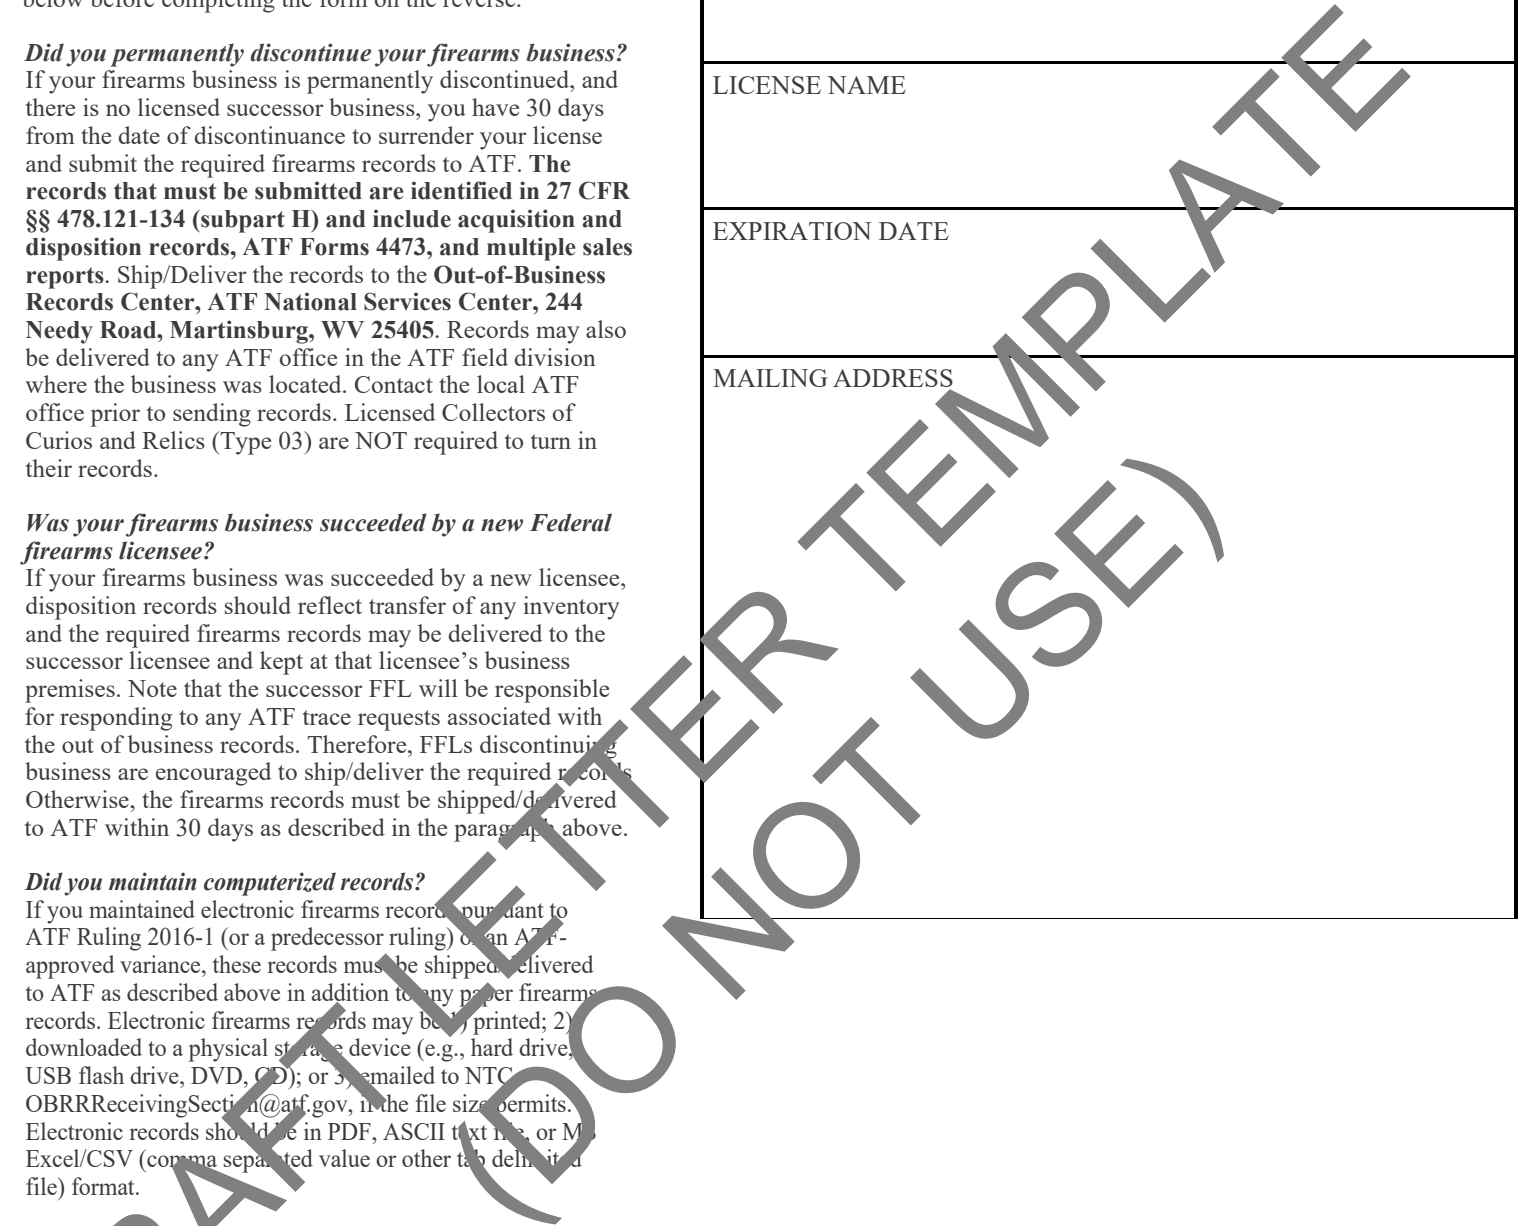 below before completing the form on the reverse.
Did you permanently discontinue your firearms business?
If your firearms business is permanently discontinued, and
there is no licensed successor business, you have 30 days
from the date of discontinuance to surrender your license
and submit the required firearms records to ATF. The
records that must be submitted are identified in 27 CFR
§§ 478.121-134 (subpart H) and include acquisition and
disposition records, ATF Forms 4473, and multiple sales
reports. Ship/Deliver the records to the Out-of-Business
Records Center, ATF National Services Center, 244
Needy Road, Martinsburg, WV 25405. Records may also
be delivered to any ATF office in the ATF field division
where the business was located. Contact the local ATF
office prior to sending records. Licensed Collectors of
Curios and Relics (Type 03) are NOT required to turn in
their records.
Was your firearms business succeeded by a new Federal
firearms licensee?
If your firearms business was succeeded by a new licensee,
disposition records should reflect transfer of any inventory
and the required firearms records may be delivered to the
successor licensee and kept at that licensee’s business
premises. Note that the successor FFL will be responsible
for responding to any ATF trace requests associated with
the out of business records. Therefore, FFLs discontinuing
business are encouraged to ship/deliver the required records
Otherwise, the firearms records must be shipped/delivered
to ATF within 30 days as described in the paragraph above.
Did you maintain computerized records?
If you maintained electronic firearms records pursuant to
ATF Ruling 2016-1 (or a predecessor ruling) or an ATF-
approved variance, these records must be shipped/delivered
to ATF as described above in addition to any paper firearms
records. Electronic firearms records may be 1) printed; 2)
downloaded to a physical storage device (e.g., hard drive,
USB flash drive, DVD, CD); or 3) emailed to NTC
OBRRReceivingSection@atf.gov, if the file size permits.
Electronic records should be in PDF, ASCII text file, or MS
Excel/CSV (comma separated value or other tab delimited
file) format.
LICENSE NAME
EXPIRATION DATE
MAILING ADDRESS
RAFT LETTER TEMPLATE
(DO NOT USE)